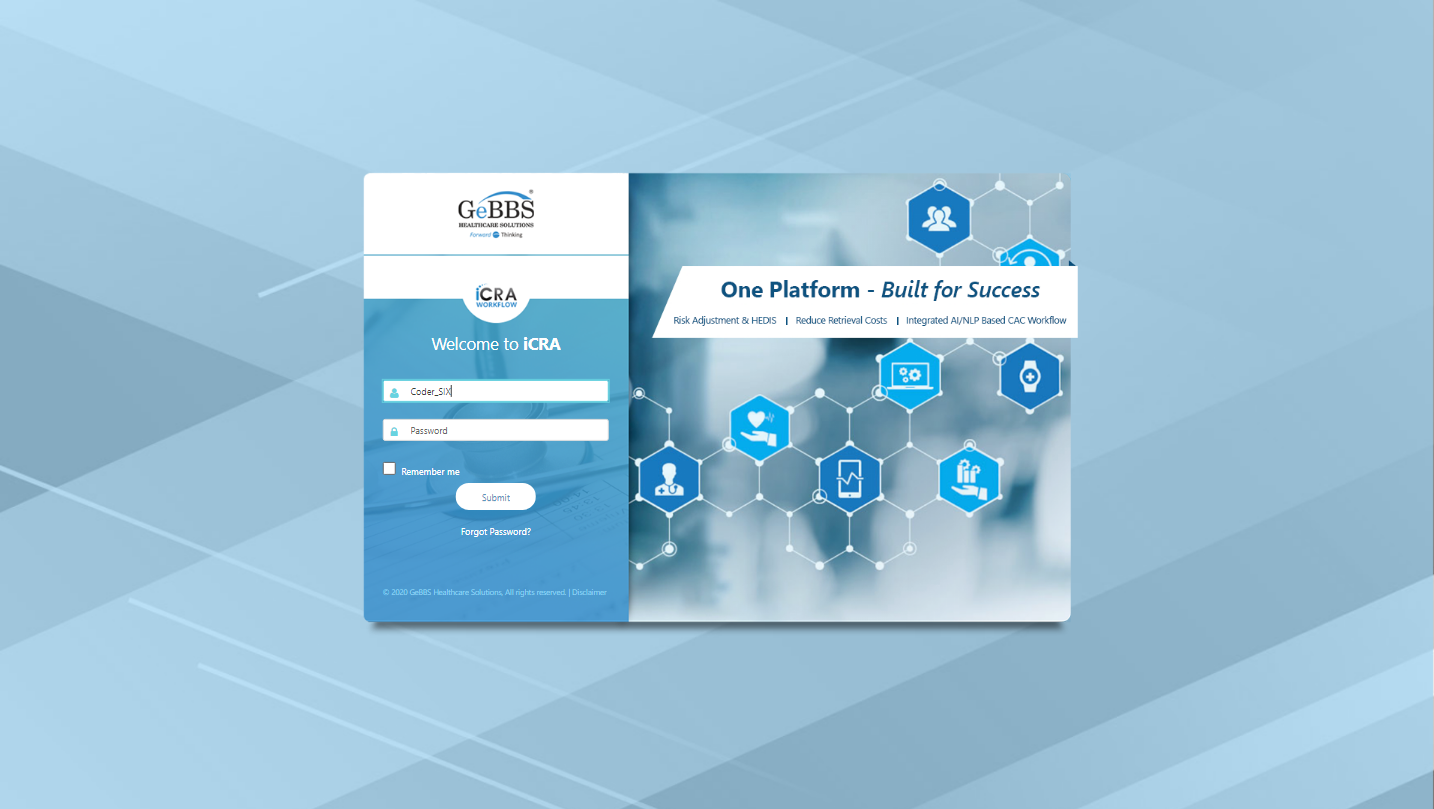 GeBBS®
HEALTHCARE SOLUTIONS
Forward Thinking
iCRA
WORKFLOW
Welcome to iCRA
Coder_SIX
Password
Remember me
Submit
Forgot Password?
© 2020 GeBBS Healthcare Solutions, All rights reserved. | Disclaimer
One Platform - Built for Success
Risk Adjustment & HEDIS | Reduce Retrieval Costs | Integrated AI/NLP Based CAC Workflow